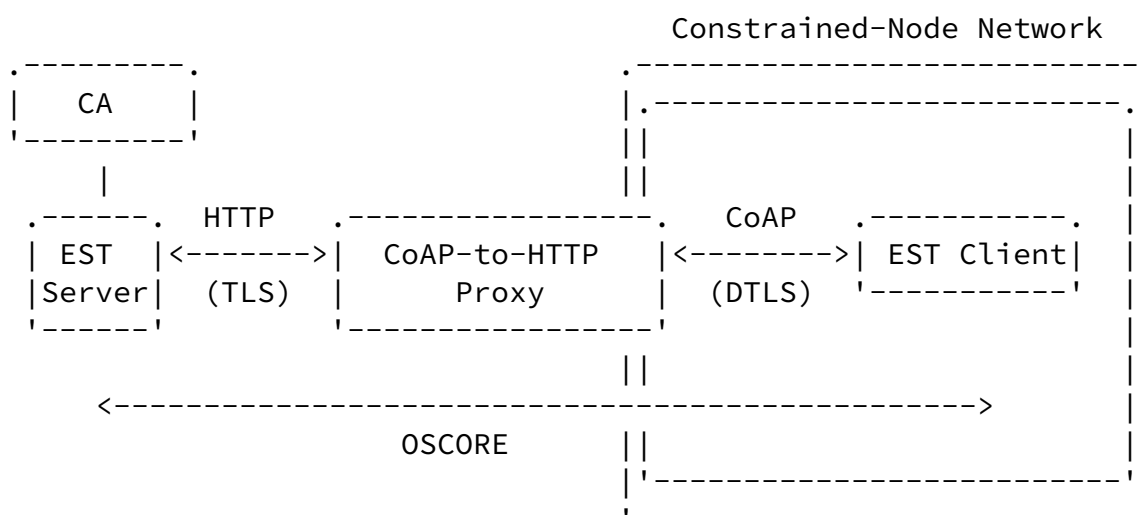 Constrained-Node Network
CA
HTTP CoAP
EST CoAP-to-HTTP EST Client
Server (TLS) Proxy (DTLS)
OSCORE